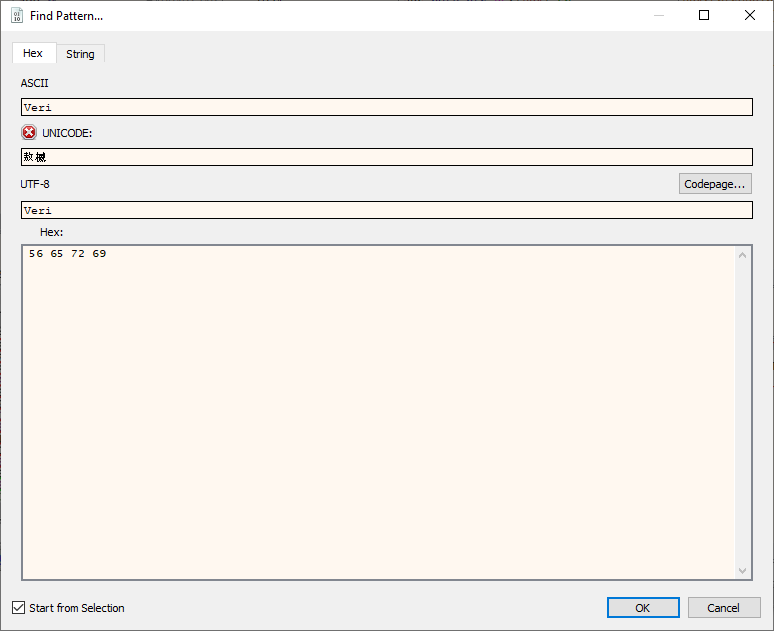 Find Pattern...
Hex String
ASCII
Veri
UNICODE:
敖楲
UTF-8 Codepage...
Veri
Hex:
56 65 72 69
Start from Selection OK Cancel